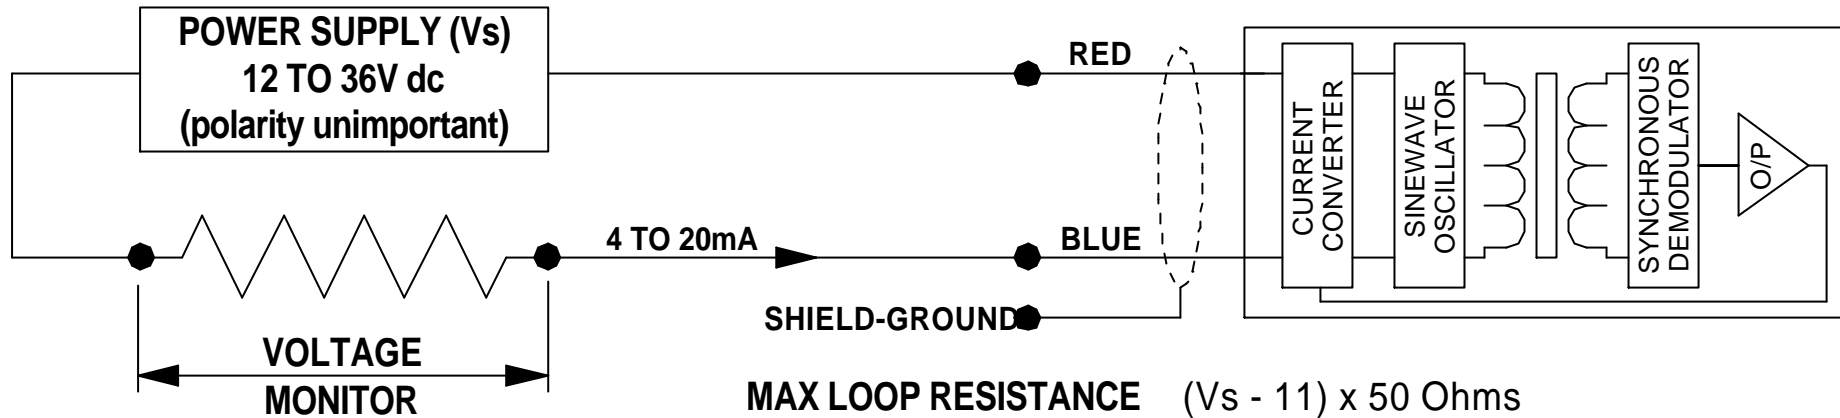 POWER SUPPLY (Vs)
12 TO 36V dc
(polarity unimportant)
RED
4 TO 20mA
BLUE
SHIELD-GROUND
VOLTAGE
MONITOR
MAX LOOP RESISTANCE (Vs - 11) x 50 Ohms
CURRENT
CONVERTER
SINEWAVE
OSCILLATOR
SYNCHRONOUS
DEMODULATOR
O/P